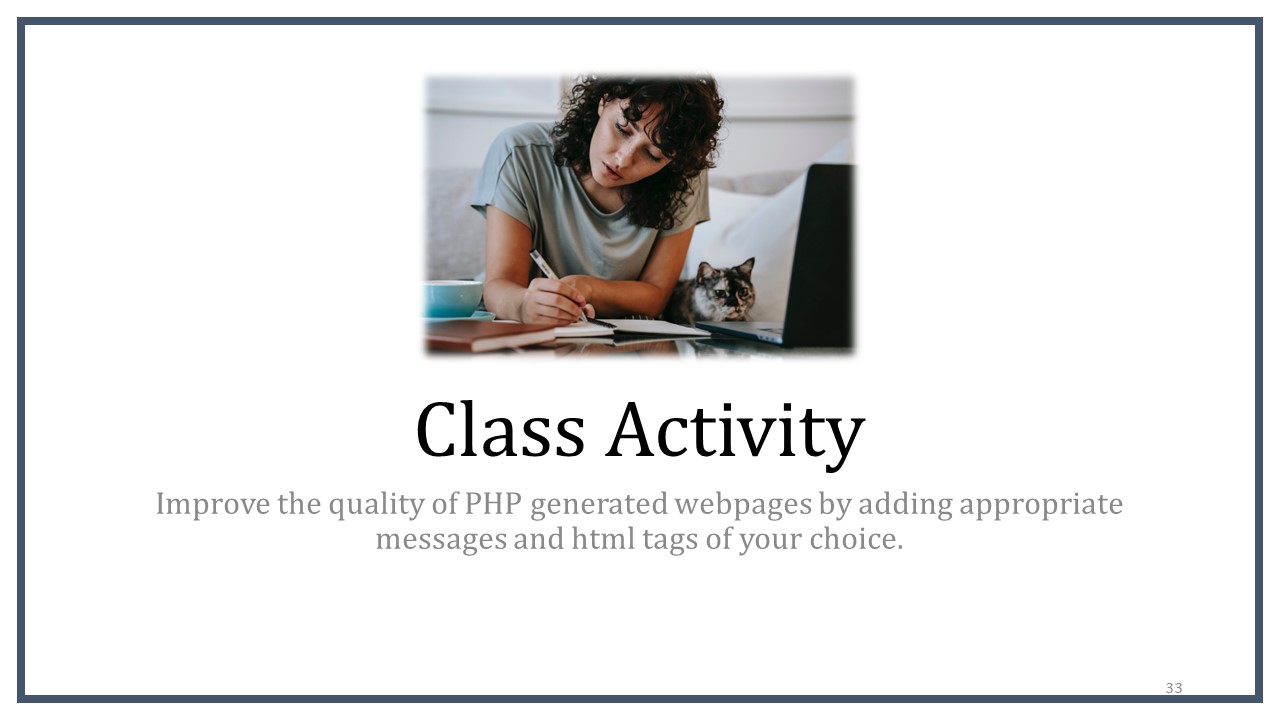 Class Activity
Improve the quality of PHP generated webpages by adding appropriate
messages and html tags of your choice.
33